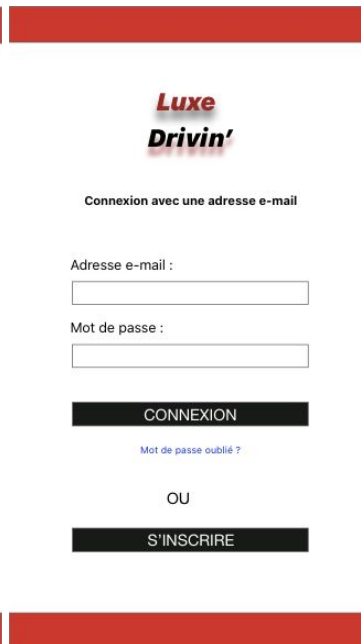 Luxe
Drivin’
Connexion avec une adresse e-mail
Adresse e-mail :
Mot de passe :
CONNEXION
Mot de passe oublié ?
OU
S'INSCRIRE